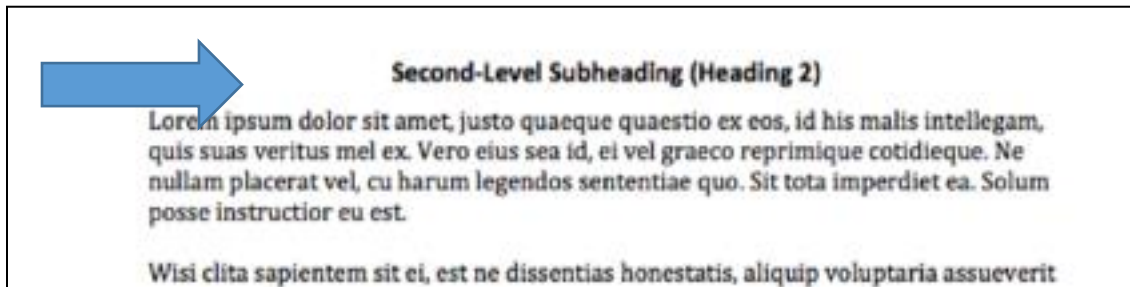 Second-Level Subheading (Heading 2)
Lorem ipsum dolor sit amet, justo quaeque quaestio ex eos, id his malis intellegam,
quis suas veritus mel ex. Vero eius sea id, ei vel graeco reprimique cotidieque. Ne
nullam placerat vel, cu harum legendos sententiae quo. Sit tota imperdiet ea. Solum
posse instructior eu est.
Wisi clita sapientem sit ei, est ne dissentias honestatis, aliquip voluptaria assueverit